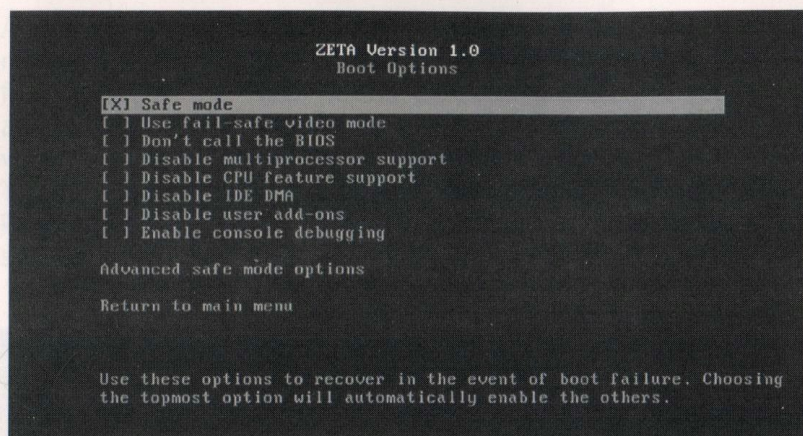 ZETA Version 1.0
Boot Options
[X] Safe mode
[ ] Use fail-safe video mode
[ ] Don't call the BIOS
[ ] Disable multiprocessor support
[ ] Disable CPU feature support
[ ] Disable IDE DMA
[ ] Disable user add-ons
[ ] Enable console debugging
Advanced safe mode options
Return to main menu
Use these options to recover in the event of boot failure. Choosing
the topmost option will automatically enable the others.